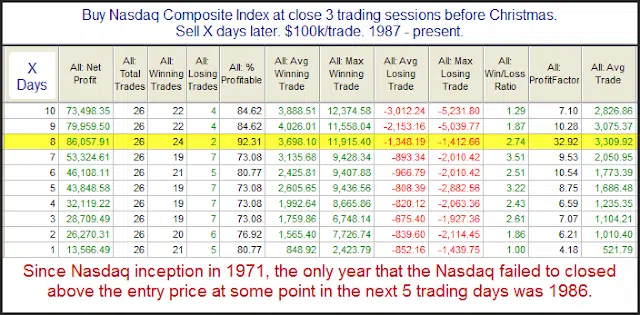 Buy Nasdaq Composite Index at close 3 trading sessions before Christmas.
Sell X days later. $100k/trade. 1987 - present.
X Days All: Net Profit All: Total Trades All: Winning Trades All: Losing Trades All: % Profitable All: Avg Winning Trade All: Max Winning Trade All: Avg Losing Trade All: Max Losing Trade All: Win/Loss Ratio All: ProfitFactor All: Avg Trade
10 73,498.35 26 22 4 84.62 3,888.51 12,374.58 -3,012.24 -5,231.80 1.29 7.10 2,826.86
9 79,959.50 26 22 4 84.62 4,026.01 11,558.04 -2,153.16 -5,039.77 1.87 10.28 3,075.37
8 86,057.91 26 24 2 92.31 3,698.10 11,915.40 -1,348.19 -1,412.66 2.74 32.92 3,309.92
7 53,324.61 26 19 7 73.08 3,135.68 9,428.34 -893.34 -2,010.42 3.51 9.53 2,050.95
6 46,108.11 26 21 5 80.77 2,425.81 9,407.88 -966.79 -2,010.42 2.51 10.54 1,773.39
5 43,848.58 26 19 7 73.08 2,605.95 9,436.55 -808.39 -2,882.56 3.22 8.75 1,686.48
4 32,119.22 26 19 7 73.08 1,992.64 8,665.86 -820.12 -2,063.36 2.43 6.59 1,235.35
3 28,709.49 26 19 7 73.08 1,759.86 6,748.14 -675.40 -1,927.36 2.61 7.07 1,104.21
2 26,270.31 26 20 6 76.92 1,565.40 7,726.74 -839.60 -2,114.45 1.86 6.21 1,010.40
1 13,566.49 26 21 5 80.77 848.92 2,423.79 -852.16 -1,439.75 1.00 4.18 521.79
Since Nasdaq inception in 1971, the only year that the Nasdaq failed to closed
above the entry price at some point in the next 5 trading days was 1986.